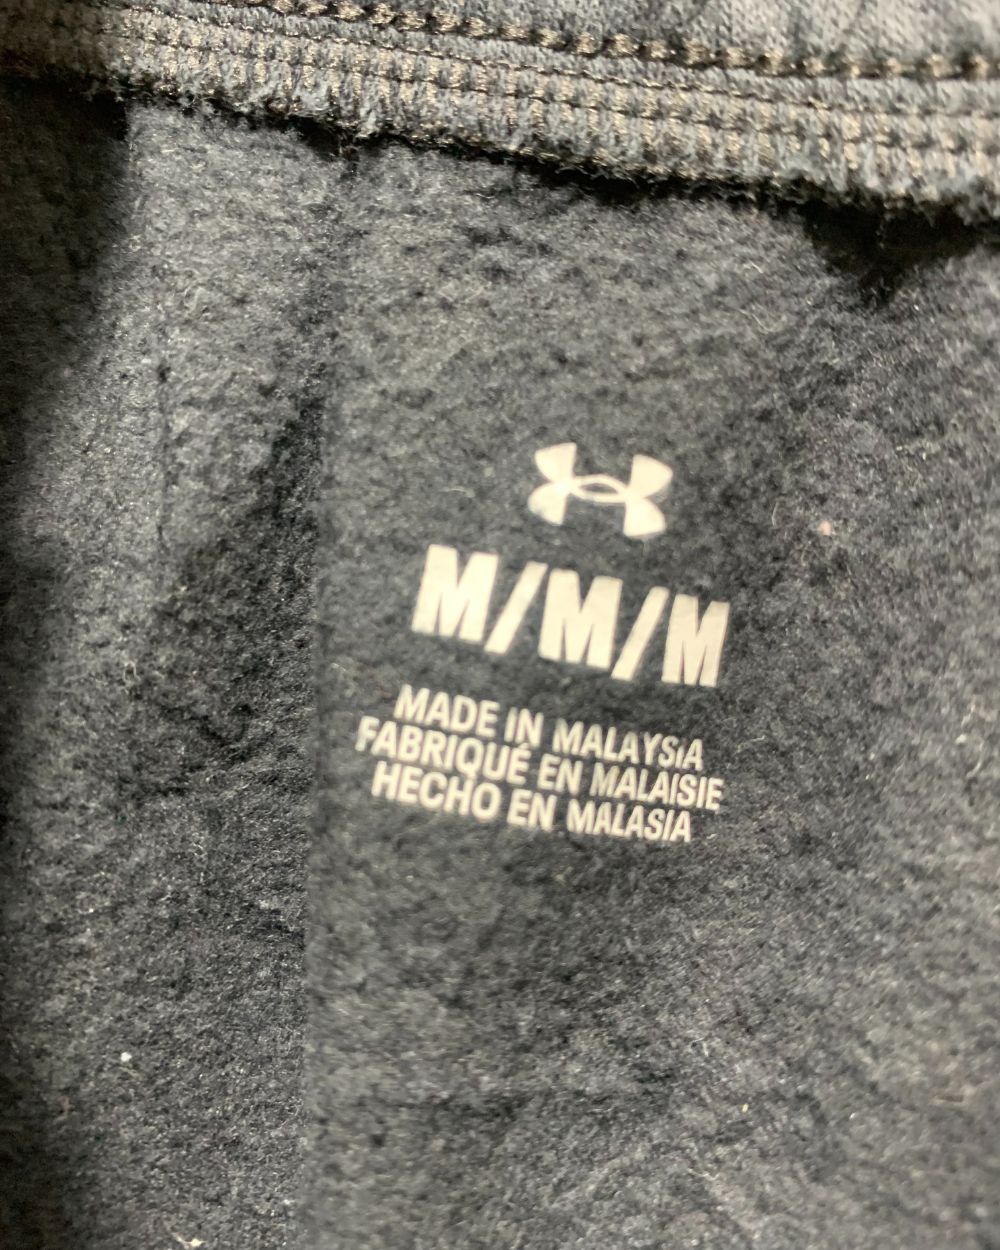 M/M/M
MADE IN MALAYSIA
FABRIQUÉ EN MALAISIE
HECHO EN MALASIA